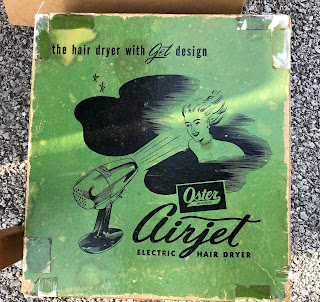 the hair dryer with Jet design
Oster
Airjet
ELECTRIC HAIR DRYER